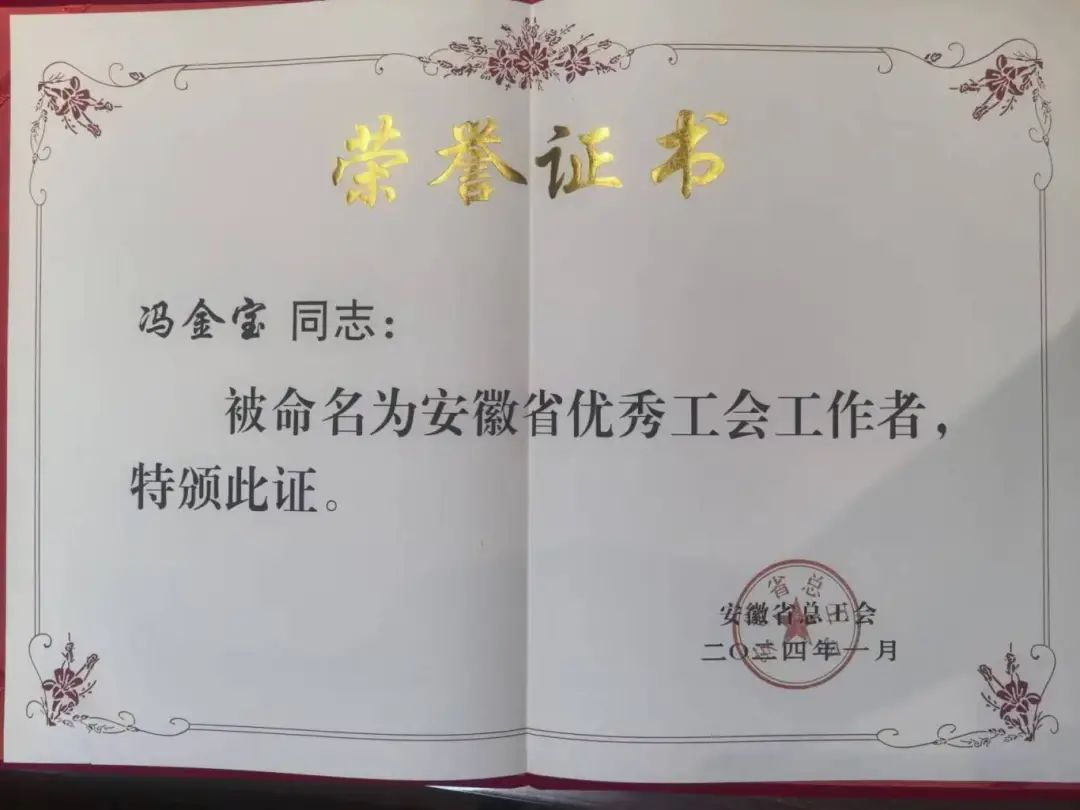 荣誉证书
冯金宝 同志：
被命名为安徽省优秀工会工作者，
特颁此证。
安徽省总工会
二〇二四年一月